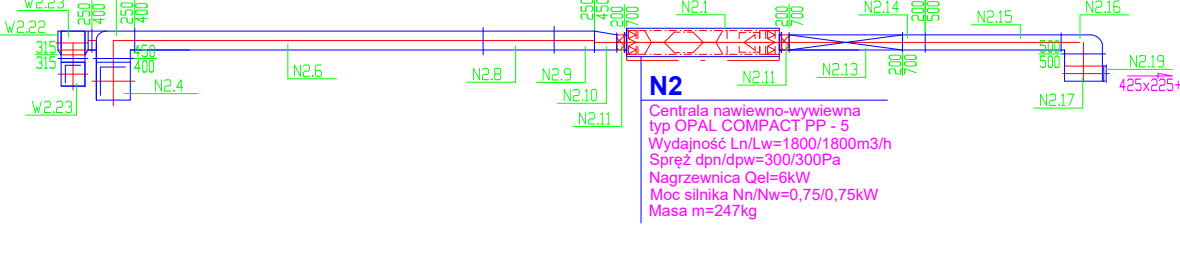 W2.23
W2.22
250
400
250
400
315
315
450
400
W2.23
N2.4
N2.6
N2.8
N2.9
N2.10
N2.11
250
450
200
700
N2.1
200
700
N2.11
N2.13
N2.14
200
500
200
700
N2.15
N2.16
500
500
N2.17
N2.19
425x225+
N2
Centrala nawiewno-wywiewna
typ OPAL COMPACT PP - 5
Wydajność Ln/Lw=1800/1800m3/h
Spręż dpn/dpw=300/300Pa
Nagrzewnica Qel=6kW
Moc silnika Nn/Nw=0,75/0,75kW
Masa m=247kg